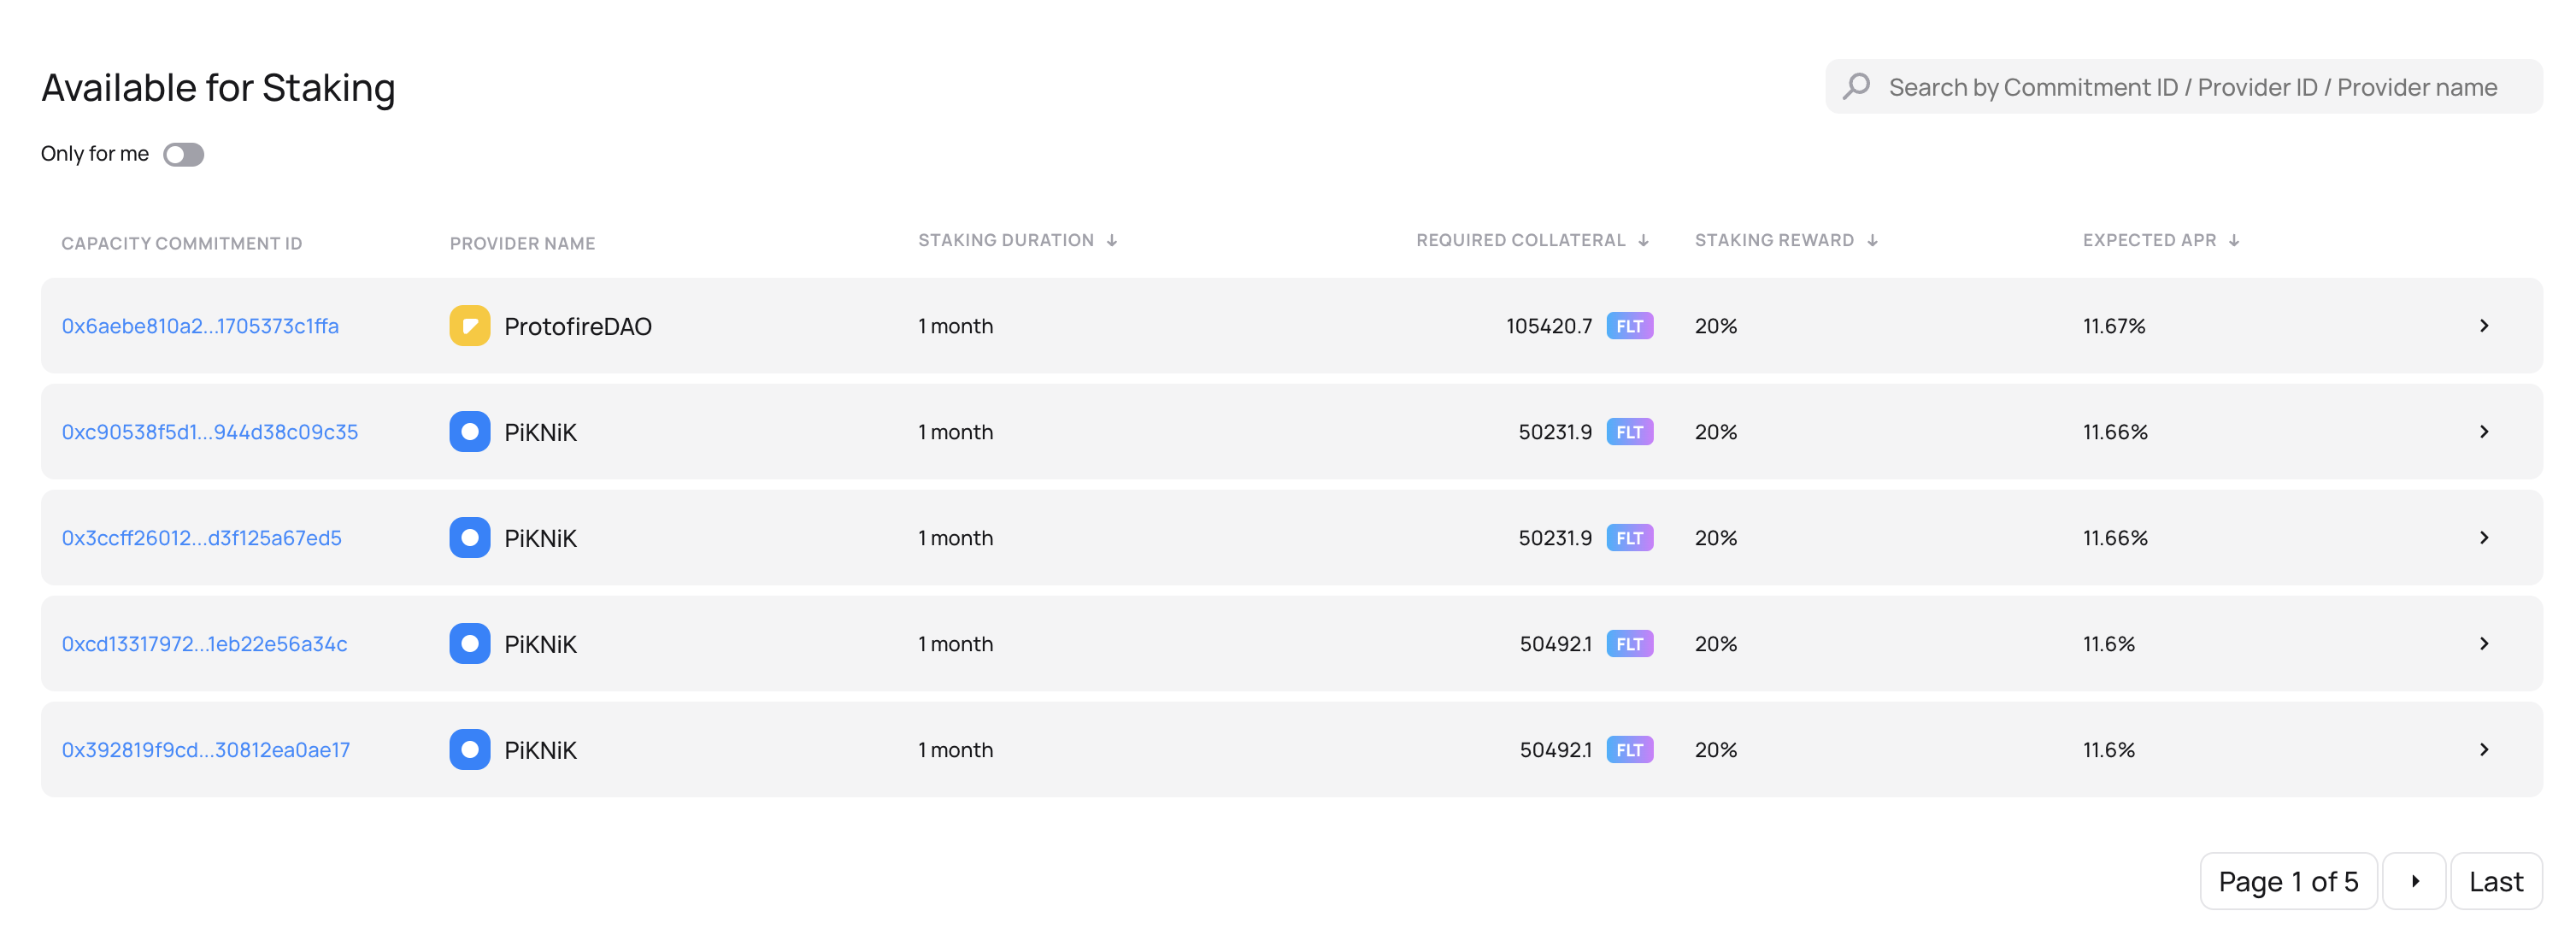 Available for Staking
Search by Commitment ID / Provider ID / Provider name
Only for me
CAPACITY COMMITMENT ID PROVIDER NAME STAKING DURATION ↓ REQUIRED COLLATERAL ↓ STAKING REWARD ↓ EXPECTED APR ↓
0x6aebe810a2...1705373c1ffa ProtofireDAO 1 month 105420.7 FLT 20% 11.67%
0xc90538f5d1...944d38c09c35 PiKNiK 1 month 50231.9 FLT 20% 11.66%
0x3ccff26012...d3f125a67ed5 PiKNiK 1 month 50231.9 FLT 20% 11.66%
0xcd13317972...1eb22e56a34c PiKNiK 1 month 50492.1 FLT 20% 11.6%
0x392819f9cd...30812ea0ae17 PiKNiK 1 month 50492.1 FLT 20% 11.6%
Page 1 of 5 Last